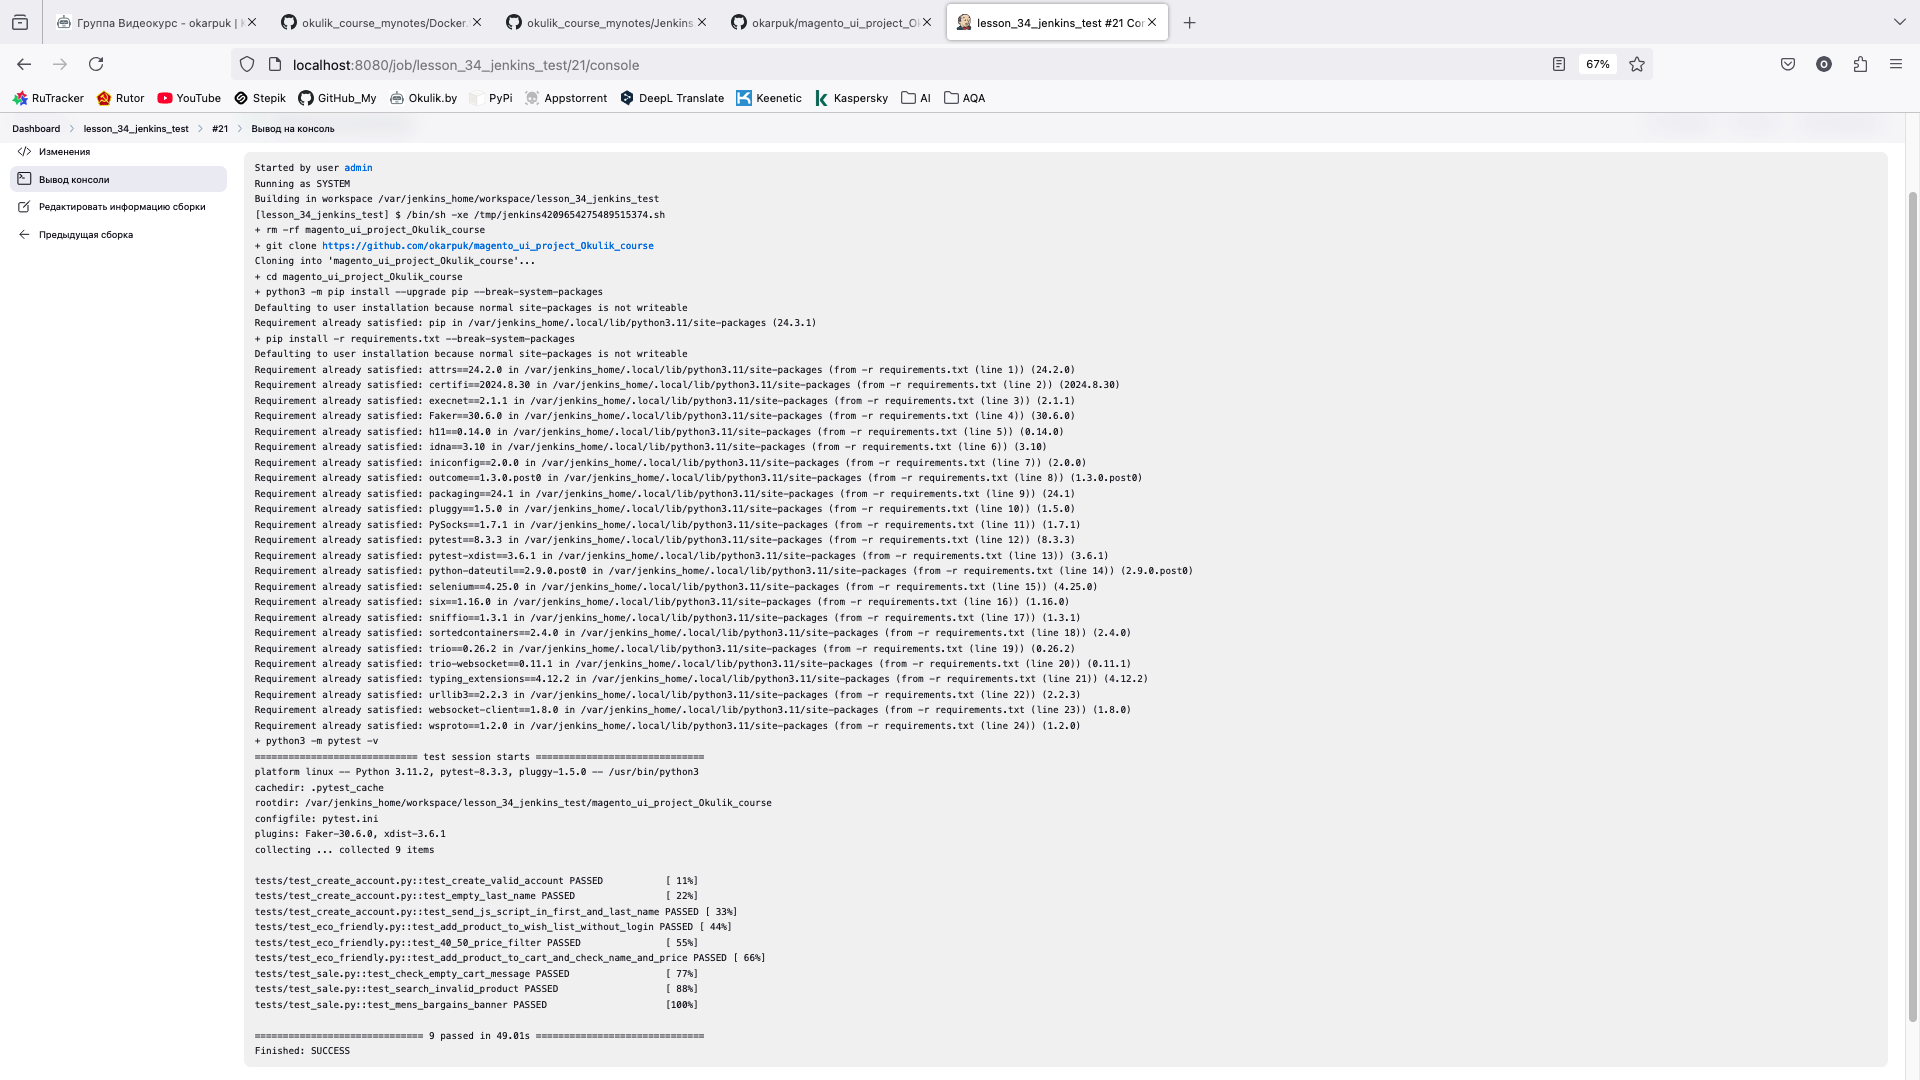 Группа Видеокурс - okarpuk |
okulik_course_mynotes/Docker.
okulik_course_mynotes/Jenkins
okarpuk/magento_ui_project_O
lesson_34_jenkins_test #21 Co
localhost:8080/job/lesson_34_jenkins_test/21/console
67%
RuTracker
Rutor
YouTube
Stepik
GitHub_My
Okulik.by
PyPi
Appstorrent
DeepL Translate
Keenetic
Kaspersky
AI
AQA
Dashboard > lesson_34_jenkins_test > #21 > Вывод на консоль
Изменения
Вывод консоли
Редактировать информацию сборки
Предыдущая сборка
Started by user admin
Running as SYSTEM
Building in workspace /var/jenkins_home/workspace/lesson_34_jenkins_test
[lesson_34_jenkins_test] $ /bin/sh -xe /tmp/jenkins4209654275489515374.sh
+ rm -rf magento_ui_project_Okulik_course
+ git clone https://github.com/okarpuk/magento_ui_project_Okulik_course
Cloning into 'magento_ui_project_Okulik_course'...
+ cd magento_ui_project_Okulik_course
+ python3 -m pip install --upgrade pip --break-system-packages
Defaulting to user installation because normal site-packages is not writeable
Requirement already satisfied: pip in /var/jenkins_home/.local/lib/python3.11/site-packages (24.3.1)
+ pip install -r requirements.txt --break-system-packages
Defaulting to user installation because normal site-packages is not writeable
Requirement already satisfied: attrs==24.2.0 in /var/jenkins_home/.local/lib/python3.11/site-packages (from -r requirements.txt (line 1)) (24.2.0)
Requirement already satisfied: certifi==2024.8.30 in /var/jenkins_home/.local/lib/python3.11/site-packages (from -r requirements.txt (line 2)) (2024.8.30)
Requirement already satisfied: execnet==2.1.1 in /var/jenkins_home/.local/lib/python3.11/site-packages (from -r requirements.txt (line 3)) (2.1.1)
Requirement already satisfied: Faker==30.6.0 in /var/jenkins_home/.local/lib/python3.11/site-packages (from -r requirements.txt (line 4)) (30.6.0)
Requirement already satisfied: h11==0.14.0 in /var/jenkins_home/.local/lib/python3.11/site-packages (from -r requirements.txt (line 5)) (0.14.0)
Requirement already satisfied: idna==3.10 in /var/jenkins_home/.local/lib/python3.11/site-packages (from -r requirements.txt (line 6)) (3.10)
Requirement already satisfied: iniconfig==2.0.0 in /var/jenkins_home/.local/lib/python3.11/site-packages (from -r requirements.txt (line 7)) (2.0.0)
Requirement already satisfied: outcome==1.3.0.post0 in /var/jenkins_home/.local/lib/python3.11/site-packages (from -r requirements.txt (line 8)) (1.3.0.post0)
Requirement already satisfied: packaging==24.1 in /var/jenkins_home/.local/lib/python3.11/site-packages (from -r requirements.txt (line 9)) (24.1)
Requirement already satisfied: pluggy==1.5.0 in /var/jenkins_home/.local/lib/python3.11/site-packages (from -r requirements.txt (line 10)) (1.5.0)
Requirement already satisfied: PySocks==1.7.1 in /var/jenkins_home/.local/lib/python3.11/site-packages (from -r requirements.txt (line 11)) (1.7.1)
Requirement already satisfied: pytest==8.3.3 in /var/jenkins_home/.local/lib/python3.11/site-packages (from -r requirements.txt (line 12)) (8.3.3)
Requirement already satisfied: pytest-xdist==3.6.1 in /var/jenkins_home/.local/lib/python3.11/site-packages (from -r requirements.txt (line 13)) (3.6.1)
Requirement already satisfied: python-dateutil==2.9.0.post0 in /var/jenkins_home/.local/lib/python3.11/site-packages (from -r requirements.txt (line 14)) (2.9.0.post0)
Requirement already satisfied: selenium==4.25.0 in /var/jenkins_home/.local/lib/python3.11/site-packages (from -r requirements.txt (line 15)) (4.25.0)
Requirement already satisfied: six==1.16.0 in /var/jenkins_home/.local/lib/python3.11/site-packages (from -r requirements.txt (line 16)) (1.16.0)
Requirement already satisfied: sniffio==1.3.1 in /var/jenkins_home/.local/lib/python3.11/site-packages (from -r requirements.txt (line 17)) (1.3.1)
Requirement already satisfied: sortedcontainers==2.4.0 in /var/jenkins_home/.local/lib/python3.11/site-packages (from -r requirements.txt (line 18)) (2.4.0)
Requirement already satisfied: trio==0.26.2 in /var/jenkins_home/.local/lib/python3.11/site-packages (from -r requirements.txt (line 19)) (0.26.2)
Requirement already satisfied: trio-websocket==0.11.1 in /var/jenkins_home/.local/lib/python3.11/site-packages (from -r requirements.txt (line 20)) (0.11.1)
Requirement already satisfied: typing_extensions==4.12.2 in /var/jenkins_home/.local/lib/python3.11/site-packages (from -r requirements.txt (line 21)) (4.12.2)
Requirement already satisfied: urllib3==2.2.3 in /var/jenkins_home/.local/lib/python3.11/site-packages (from -r requirements.txt (line 22)) (2.2.3)
Requirement already satisfied: websocket-client==1.8.0 in /var/jenkins_home/.local/lib/python3.11/site-packages (from -r requirements.txt (line 23)) (1.8.0)
Requirement already satisfied: wsproto==1.2.0 in /var/jenkins_home/.local/lib/python3.11/site-packages (from -r requirements.txt (line 24)) (1.2.0)
+ python3 -m pytest -v
============================= test session starts ==============================
platform linux -- Python 3.11.2, pytest-8.3.3, pluggy-1.5.0 -- /usr/bin/python3
cachedir: .pytest_cache
rootdir: /var/jenkins_home/workspace/lesson_34_jenkins_test/magento_ui_project_Okulik_course
configfile: pytest.ini
plugins: Faker-30.6.0, xdist-3.6.1
collecting ... collected 9 items
tests/test_create_account.py::test_create_valid_account PASSED [ 11%]
tests/test_create_account.py::test_empty_last_name PASSED [ 22%]
tests/test_create_account.py::test_send_js_script_in_first_and_last_name PASSED [ 33%]
tests/test_eco_friendly.py::test_add_product_to_wish_list_without_login PASSED [ 44%]
tests/test_eco_friendly.py::test_40_50_price_filter PASSED [ 55%]
tests/test_eco_friendly.py::test_add_product_to_cart_and_check_name_and_price PASSED [ 66%]
tests/test_sale.py::test_check_empty_cart_message PASSED [ 77%]
tests/test_sale.py::test_search_invalid_product PASSED [ 88%]
tests/test_sale.py::test_mens_bargains_banner PASSED [100%]
============================== 9 passed in 49.01s ==============================
Finished: SUCCESS